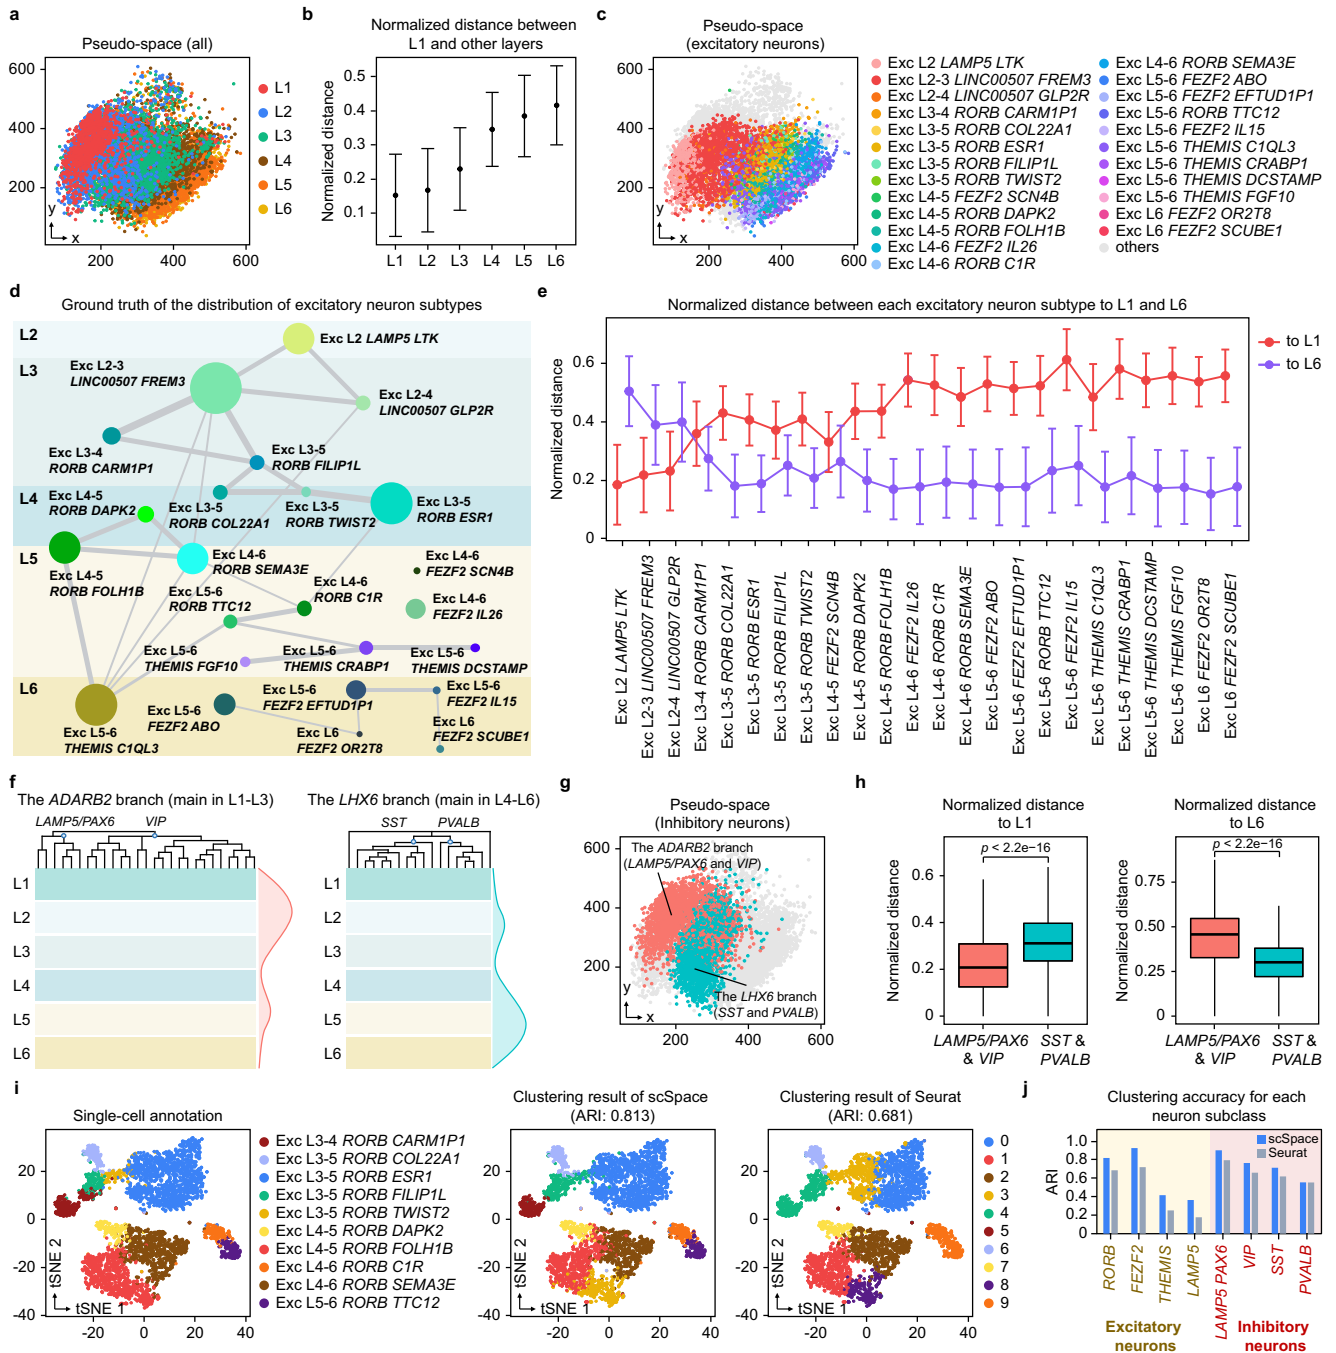 a
Pseudo-space (all)
600
400
200
y
x
200
400
600
L1
L2
L3
L4
L5
L6
b
Normalized distance between
L1 and other layers
Normalized distance
0.5
0.4
0.3
0.2
0.1
L1 L2 L3 L4 L5 L6
c
Pseudo-space
(excitatory neurons)
600
400
200
y
x
200
400
600
Exc L2 LAMP5 LTK
Exc L2-3 LINC00507 FREM3
Exc L2-4 LINC00507 GLP2R
Exc L3-4 RORB CARM1P1
Exc L3-5 RORB COL22A1
Exc L3-5 RORB ESR1
Exc L3-5 RORB FILIP1L
Exc L3-5 RORB TWIST2
Exc L4-5 FEZF2 SCN4B
Exc L4-5 RORB DAPK2
Exc L4-5 RORB FOLH1B
Exc L4-6 FEZF2 IL26
Exc L4-6 RORB C1R
Exc L4-6 RORB SEMA3E
Exc L5-6 FEZF2 ABO
Exc L5-6 FEZF2 EFTUD1P1
Exc L5-6 RORB TTC12
Exc L5-6 FEZF2 IL15
Exc L5-6 THEMIS C1QL3
Exc L5-6 THEMIS CRABP1
Exc L5-6 THEMIS DCSTAMP
Exc L5-6 THEMIS FGF10
Exc L6 FEZF2 OR2T8
Exc L6 FEZF2 SCUBE1
others
d
Ground truth of the distribution of excitatory neuron subtypes
L2
Exc L2 LAMP5 LTK
L3
Exc L2-3
LINC00507 FREM3
Exc L2-4
LINC00507 GLP2R
Exc L3-4
RORB CARM1P1
Exc L3-5
RORB FILIP1L
L4
Exc L4-5
RORB DAPK2
Exc L3-5
RORB COL22A1
Exc L3-5
RORB TWIST2
Exc L3-5
RORB ESR1
L5
Exc L4-5
RORB FOLH1B
Exc L4-6
RORB SEMA3E
Exc L4-6
FEZF2 SCN4B
Exc L5-6
RORB TTC12
Exc L4-6
RORB C1R
Exc L4-6
FEZF2 IL26
Exc L5-6
THEMIS FGF10
Exc L5-6
THEMIS CRABP1
Exc L5-6
THEMIS DCSTAMP
L6
Exc L5-6
THEMIS C1QL3
Exc L5-6
FEZF2 ABO
Exc L5-6
FEZF2 EFTUD1P1
Exc L5-6
FEZF2 IL15
Exc L6
FEZF2 OR2T8
Exc L6
FEZF2 SCUBE1
e
Normalized distance between each excitatory neuron subtype to L1 and L6
Normalized distance
0.6
0.4
0.2
0
to L1
to L6
Exc L2 LAMP5 LTK
Exc L2-3 LINC00507 FREM3
Exc L2-4 LINC00507 GLP2R
Exc L3-4 RORB CARM1P1
Exc L3-5 RORB COL22A1
Exc L3-5 RORB ESR1
Exc L3-5 RORB FILIP1L
Exc L3-5 RORB TWIST2
Exc L4-5 FEZF2 SCN4B
Exc L4-5 RORB DAPK2
Exc L4-5 RORB FOLH1B
Exc L4-6 FEZF2 IL26
Exc L4-6 RORB C1R
Exc L4-6 RORB SEMA3E
Exc L5-6 FEZF2 ABO
Exc L5-6 FEZF2 EFTUD1P1
Exc L5-6 RORB TTC12
Exc L5-6 FEZF2 IL15
Exc L5-6 THEMIS C1QL3
Exc L5-6 THEMIS CRABP1
Exc L5-6 THEMIS DCSTAMP
Exc L5-6 THEMIS FGF10
Exc L6 FEZF2 OR2T8
Exc L6 FEZF2 SCUBE1
f
The ADARB2 branch (main in L1-L3)
LAMP5/PAX6 VIP
L1
L2
L3
L4
L5
L6
The LHX6 branch (main in L4-L6)
SST PVALB
L1
L2
L3
L4
L5
L6
g
Pseudo-space
(Inhibitory neurons)
600
400
200
The ADARB2 branch
(LAMP5/PAX6 and VIP)
The LHX6 branch
(SST and PVALB)
y
x
200
400
600
h
Normalized distance
to L1
p < 2.2e−16
Normalized distance
0.6
0.4
0.2
0
LAMP5/PAX6
& VIP
SST &
PVALB
Normalized distance
to L6
p < 2.2e−16
Normalized distance
0.75
0.50
0.25
0
LAMP5/PAX6
& VIP
SST &
PVALB
i
Single-cell annotation
20
0
-20
-40
tSNE 2
tSNE 1
-20 0 20 40
Exc L3-4 RORB CARM1P1
Exc L3-5 RORB COL22A1
Exc L3-5 RORB ESR1
Exc L3-5 RORB FILIP1L
Exc L3-5 RORB TWIST2
Exc L4-5 RORB DAPK2
Exc L4-5 RORB FOLH1B
Exc L4-6 RORB C1R
Exc L4-6 RORB SEMA3E
Exc L5-6 RORB TTC12
Clustering result of scSpace
(ARI: 0.813)
20
0
-20
-40
tSNE 2
tSNE 1
-20 0 20 40
Clustering result of Seurat
(ARI: 0.681)
20
0
-20
-40
tSNE 2
tSNE 1
-20 0 20 40
0
1
2
3
4
5
6
7
8
9
j
Clustering accuracy for each
neuron subclass
ARI
1.0
0.8
0.6
0.4
0.2
0
scSpace
Seurat
RORB
FEZF2
THEMIS
LAMP5
LAMP5 PAX6
VIP
SST
PVALB
Excitatory
neurons
Inhibitory
neurons